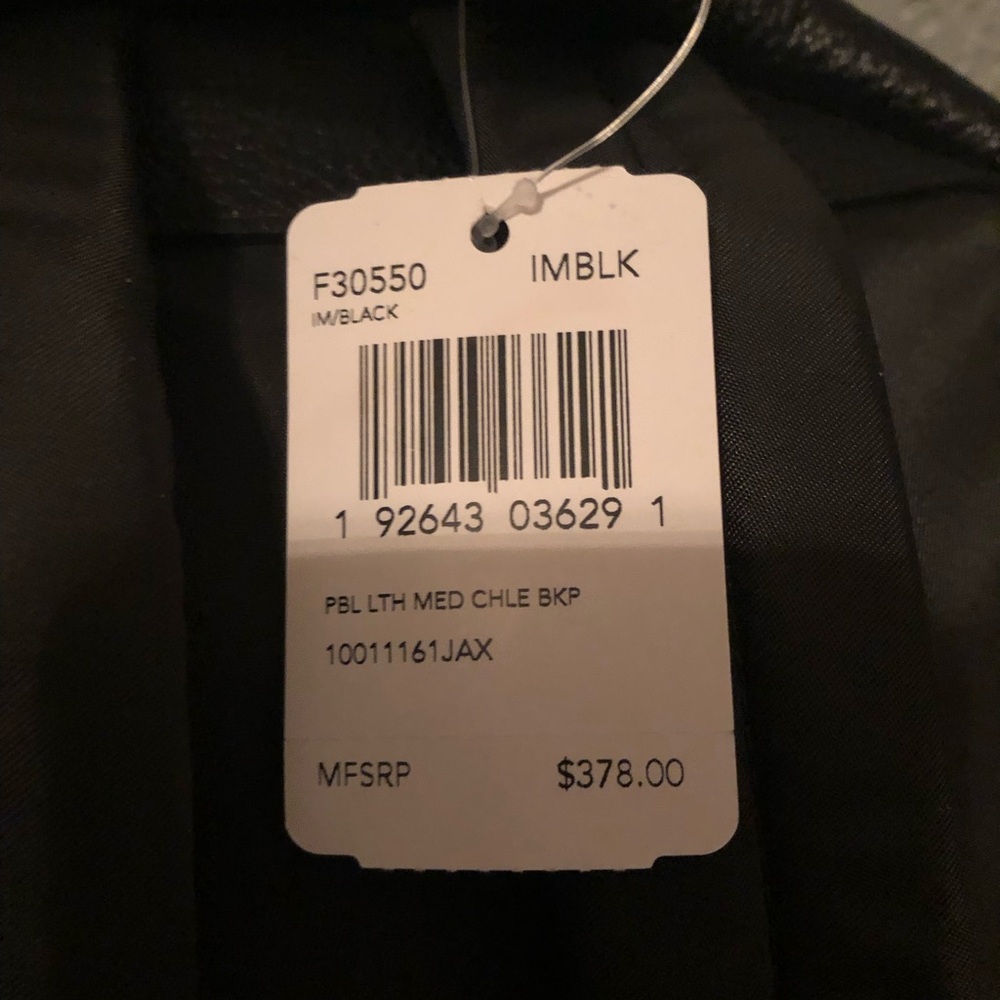 F30550 IMBLK
IM/BLACK
1 92643 03629 1
PBL LTH MED CHLE BKP
10011161JAX
MFSRP $378.00